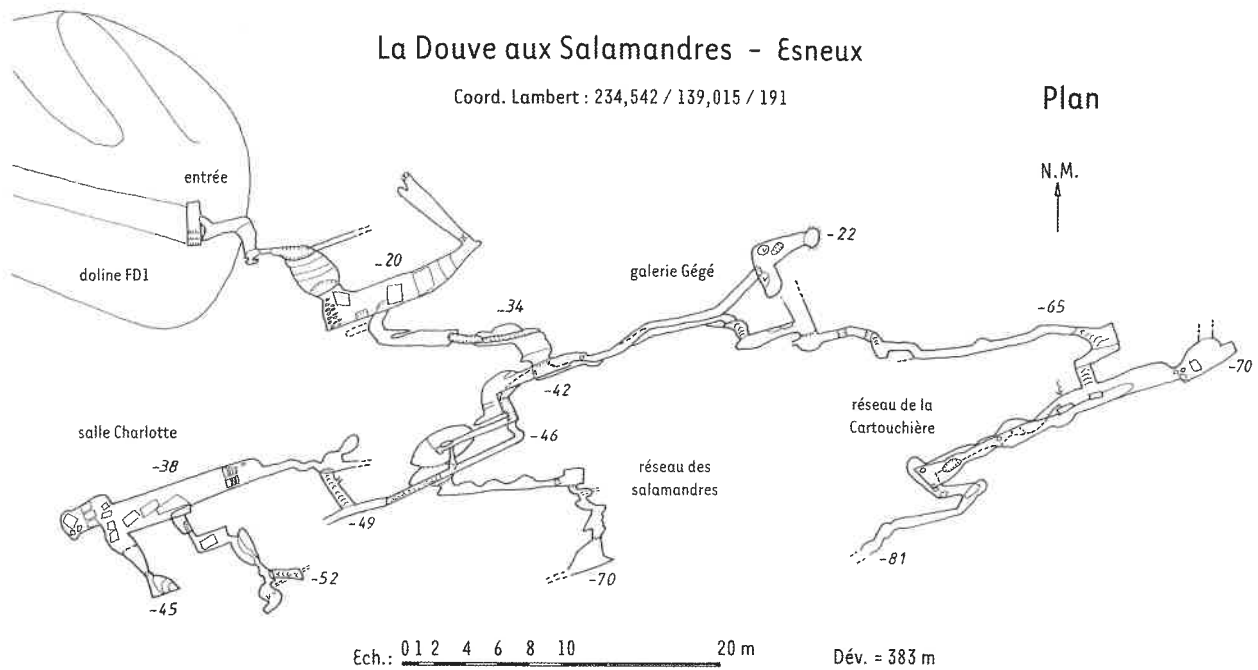 La Douve aux Salamandres - Esneux
Coord. Lambert : 234,542 / 139,015 / 191
Plan
N.M.
entrée
doline FD1
-20
-34
galerie Gégé
-22
-65
-70
-42
-46
réseau de la
Cartouchière
salle Charlotte
-38
réseau des
salamandres
-49
-52
-45
-70
-81
Ech.: 0 1 2 4 6 8 10 20 m
Dév. = 383 m